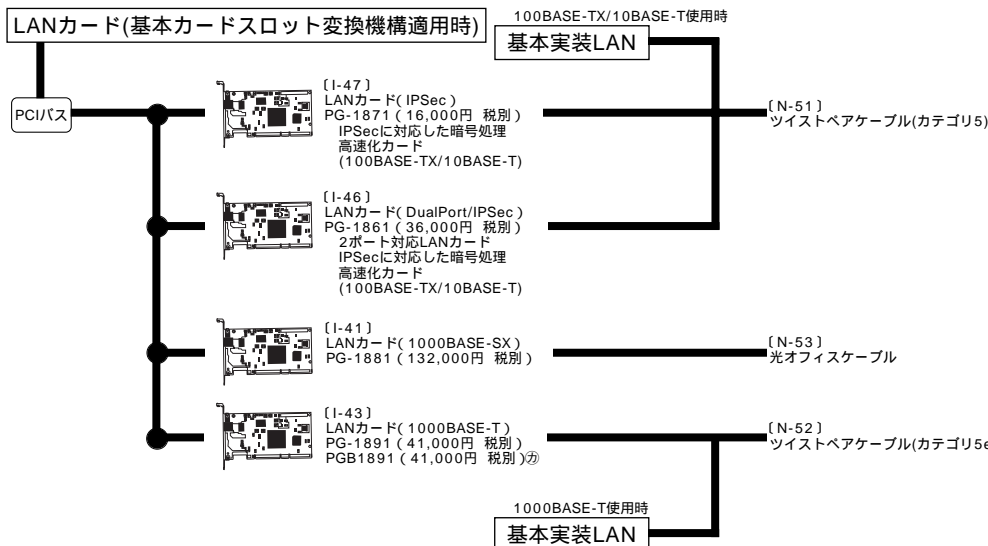 LANカード(基本カードスロット変換機構適用時)
100BASE-TX/10BASE-T使用時
基本実装LAN
PCIバス
〔I-47〕
LANカード(IPSec)
PG-1871(16,000円 税別)
IPSecに対応した暗号処理
高速化カード
(100BASE-TX/10BASE-T)
〔N-51〕
ツイストペアケーブル(カテゴリ5)
〔I-46〕
LANカード(DualPort/IPSec)
PG-1861(36,000円 税別)
2ポート対応LANカード
IPSecに対応した暗号処理
高速化カード
(100BASE-TX/10BASE-T)
〔I-41〕
LANカード(1000BASE-SX)
PG-1881(132,000円 税別)
〔N-53〕
光オフィスケーブル
〔I-43〕
LANカード(1000BASE-T)
PG-1891(41,000円 税別)
PGB1891(41,000円 税別)㋕
〔N-52〕
ツイストペアケーブル(カテゴリ5e
1000BASE-T使用時
基本実装LAN